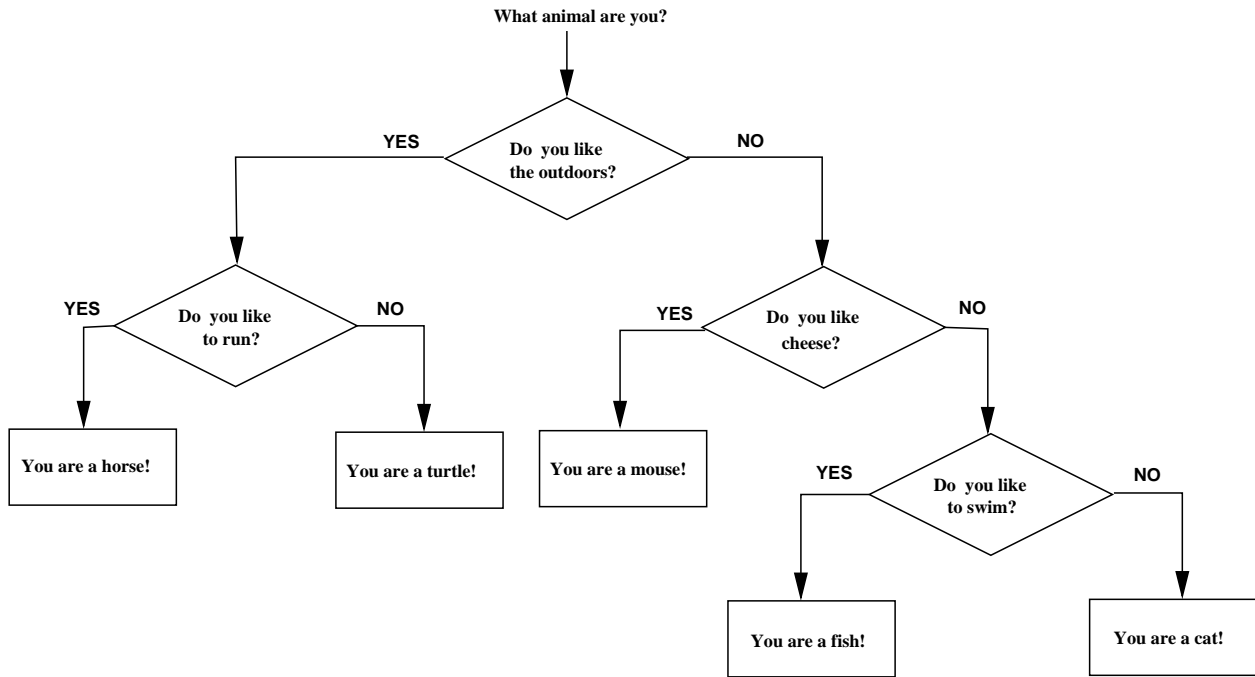 What animal are you?
YES
NO
Do you like
the outdoors?
YES
NO
Do you like
to run?
YES
NO
Do you like
cheese?
You are a horse!
You are a turtle!
You are a mouse!
YES
NO
Do you like
to swim?
You are a fish!
You are a cat!